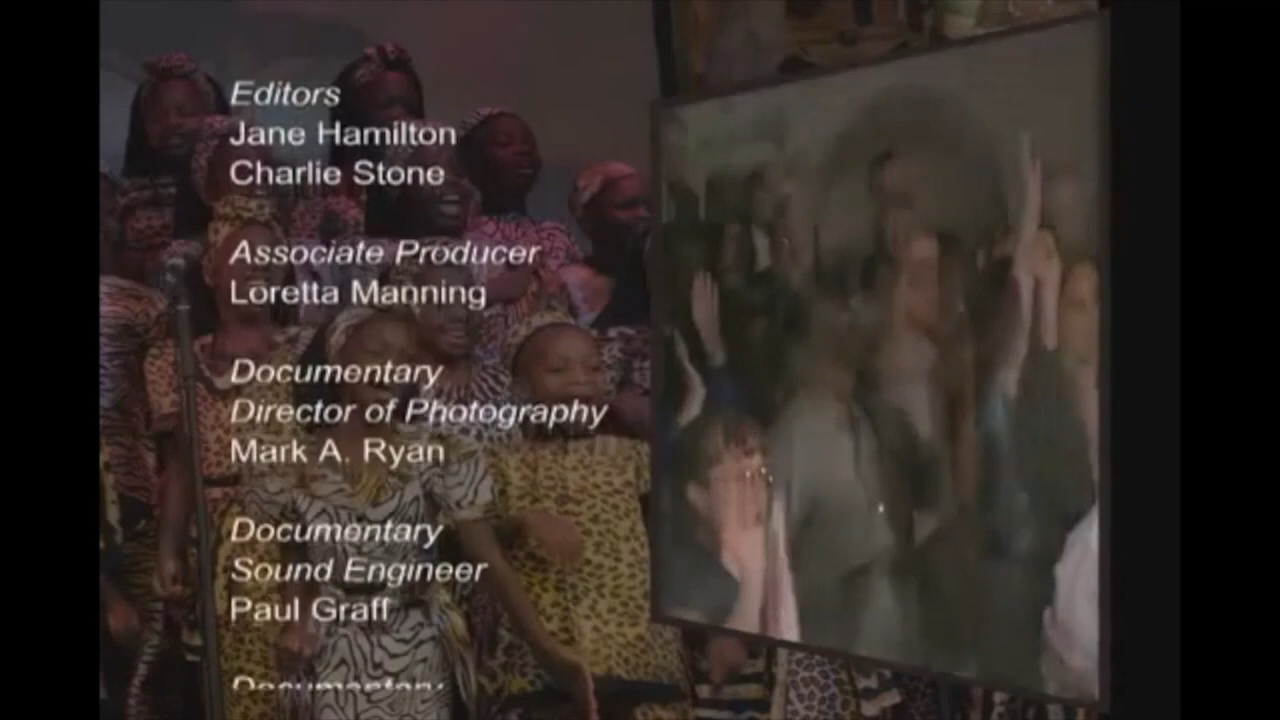 Editors
Jane Hamilton
Charlie Stone
Associate Producer
Loretta Manning
Documentary
Director of Photography
Mark A. Ryan
Documentary
Sound Engineer
Paul Graff
Documentary